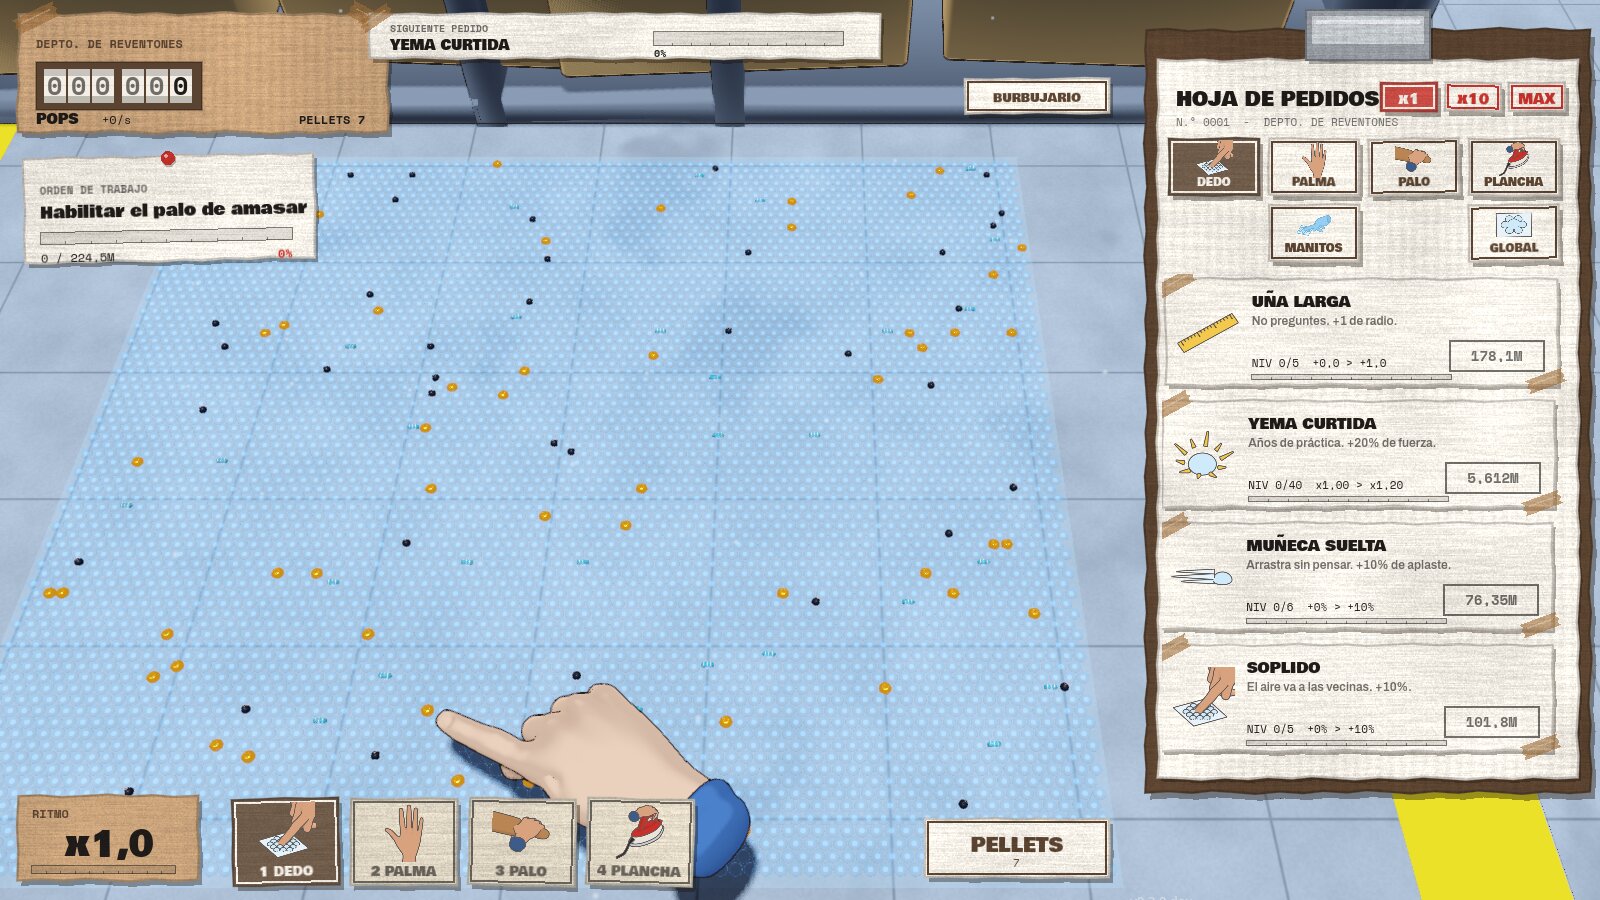 DEPTO. DE REVENTONES
000 000
POPS +0/s PELLETS 7
SIGUIENTE PEDIDO
YEMA CURTIDA
0%
BURBUJARIO
ORDEN DE TRABAJO
Habilitar el palo de amasar
0 / 224,5M 0%
HOJA DE PEDIDOS x1 x10 MAX
N.° 0001 - DEPTO. DE REVENTONES
DEDO PALMA PALO PLANCHA
MANITOS GLOBAL
UÑA LARGA
No preguntes. +1 de radio.
NIV 0/5 +0,0 > +1,0 178,1M
YEMA CURTIDA
Años de práctica. +20% de fuerza.
NIV 0/40 x1,00 > x1,20 5,612M
MUÑECA SUELTA
Arrastra sin pensar. +10% de aplaste.
NIV 0/6 +0% > +10% 76,35M
SOPLIDO
El aire va a las vecinas. +10%.
NIV 0/5 +0% > +10% 101,8M
RITMO
x1,0
1 DEDO 2 PALMA 3 PALO 4 PLANCHA
PELLETS
7